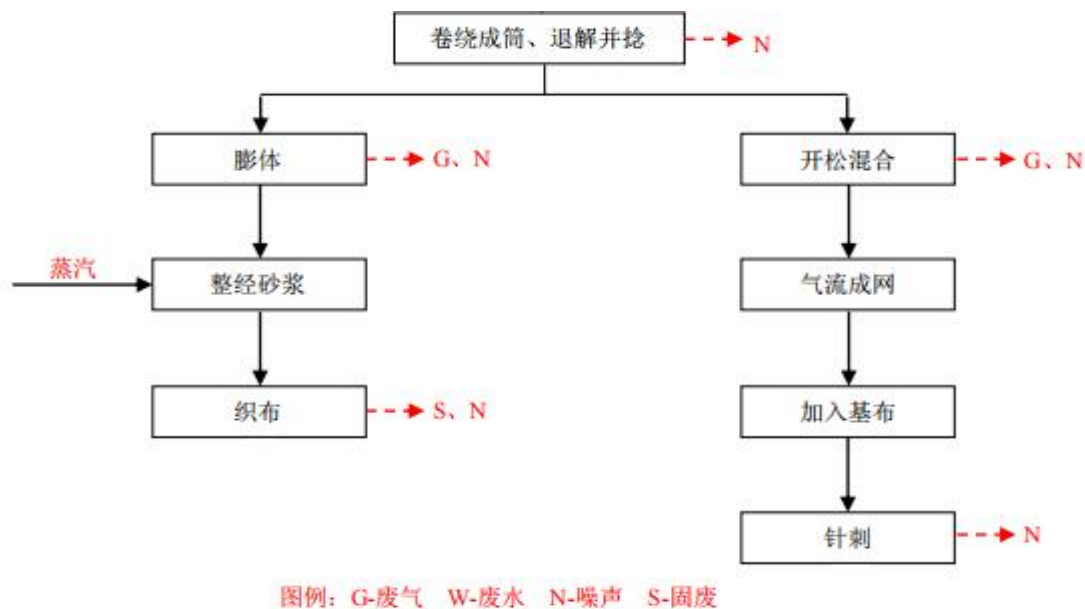 卷绕成筒、退解并捻
N
膨体
G、N
开松混合
G、N
蒸汽
整经砂浆
气流成网
织布
S、N
加入基布
针刺
N
图例：G-废气 W-废水 N-噪声 S-固废